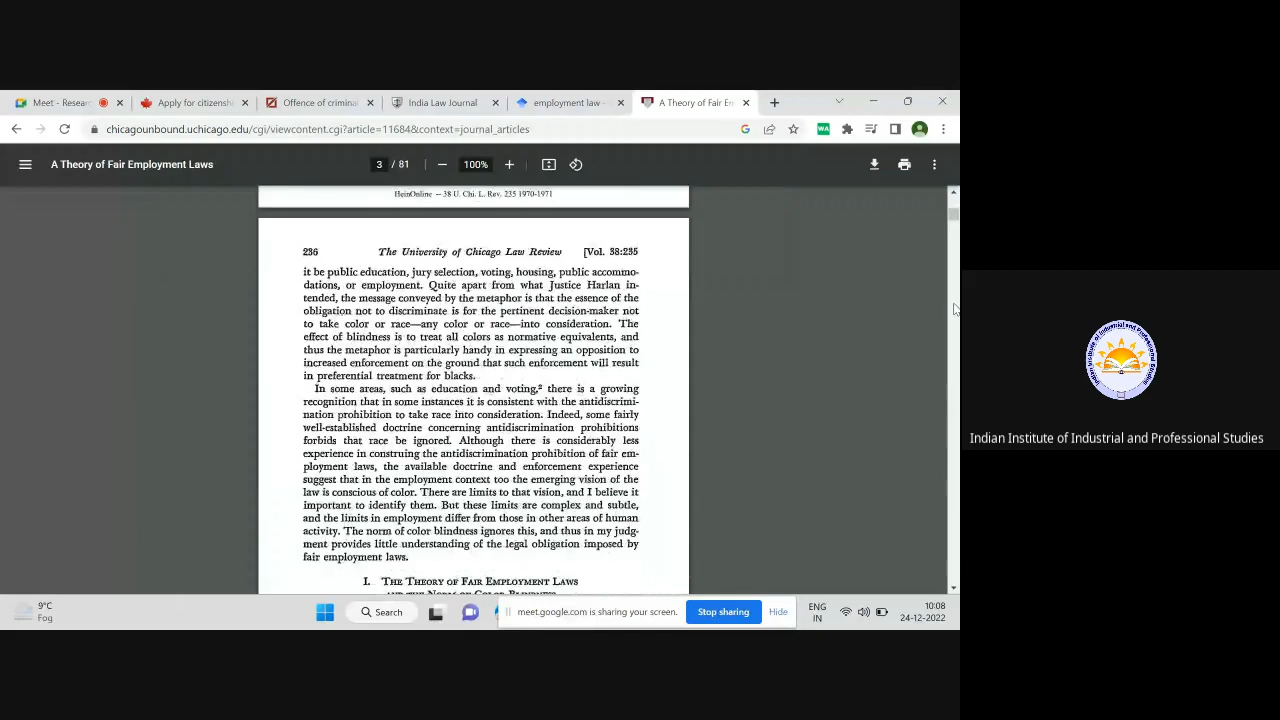 Meet - Resear
Apply for citizensh
Offence of crimina
India Law Journal
employment law -
A Theory of Fair En
chicagounbound.uchicago.edu/cgi/viewcontent.cgi?article=11684&context=journal_articles
A Theory of Fair Employment Laws
3 / 81
100%
HeinOnline -- 38 U. Chi. L. Rev. 235 1970-1971
236 The University of Chicago Law Review [Vol. 38:235
it be public education, jury selection, voting, housing, public accommo-
dations, or employment. Quite apart from what Justice Harlan in-
tended, the message conveyed by the metaphor is that the essence of the
obligation not to discriminate is for the pertinent decision-maker not
to take color or race—any color or race—into consideration. The
effect of blindness is to treat all colors as normative equivalents, and
thus the metaphor is particularly handy in expressing an opposition to
increased enforcement on the ground that such enforcement will result
in preferential treatment for blacks.
In some areas, such as education and voting,² there is a growing
recognition that in some instances it is consistent with the antidiscrimi-
nation prohibition to take race into consideration. Indeed, some fairly
well-established doctrine concerning antidiscrimination prohibitions
forbids that race be ignored. Although there is considerably less
experience in construing the antidiscrimination prohibition of fair em-
ployment laws, the available doctrine and enforcement experience
suggest that in the employment context too the emerging vision of the
law is conscious of color. There are limits to that vision, and I believe it
important to identify them. But these limits are complex and subtle,
and the limits in employment differ from those in other areas of human
activity. The norm of color blindness ignores this, and thus in my judg-
ment provides little understanding of the legal obligation imposed by
fair employment laws.
I. THE THEORY OF FAIR EMPLOYMENT LAWS
AND THE NORM OF COLOR BLINDNESS
9°C
Fog
Search
meet.google.com is sharing your screen.
Stop sharing
Hide
ENG
IN
10:08
24-12-2022
WA
Indian Institute of Industrial and Professional Studies
Indian Institute of Industrial and Professional Studies